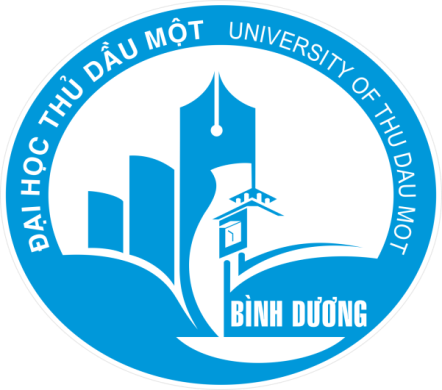 ĐẠI HỌC THỦ DẦU MỘT
UNIVERSITY OF THU DAU MOT
BÌNH DƯƠNG